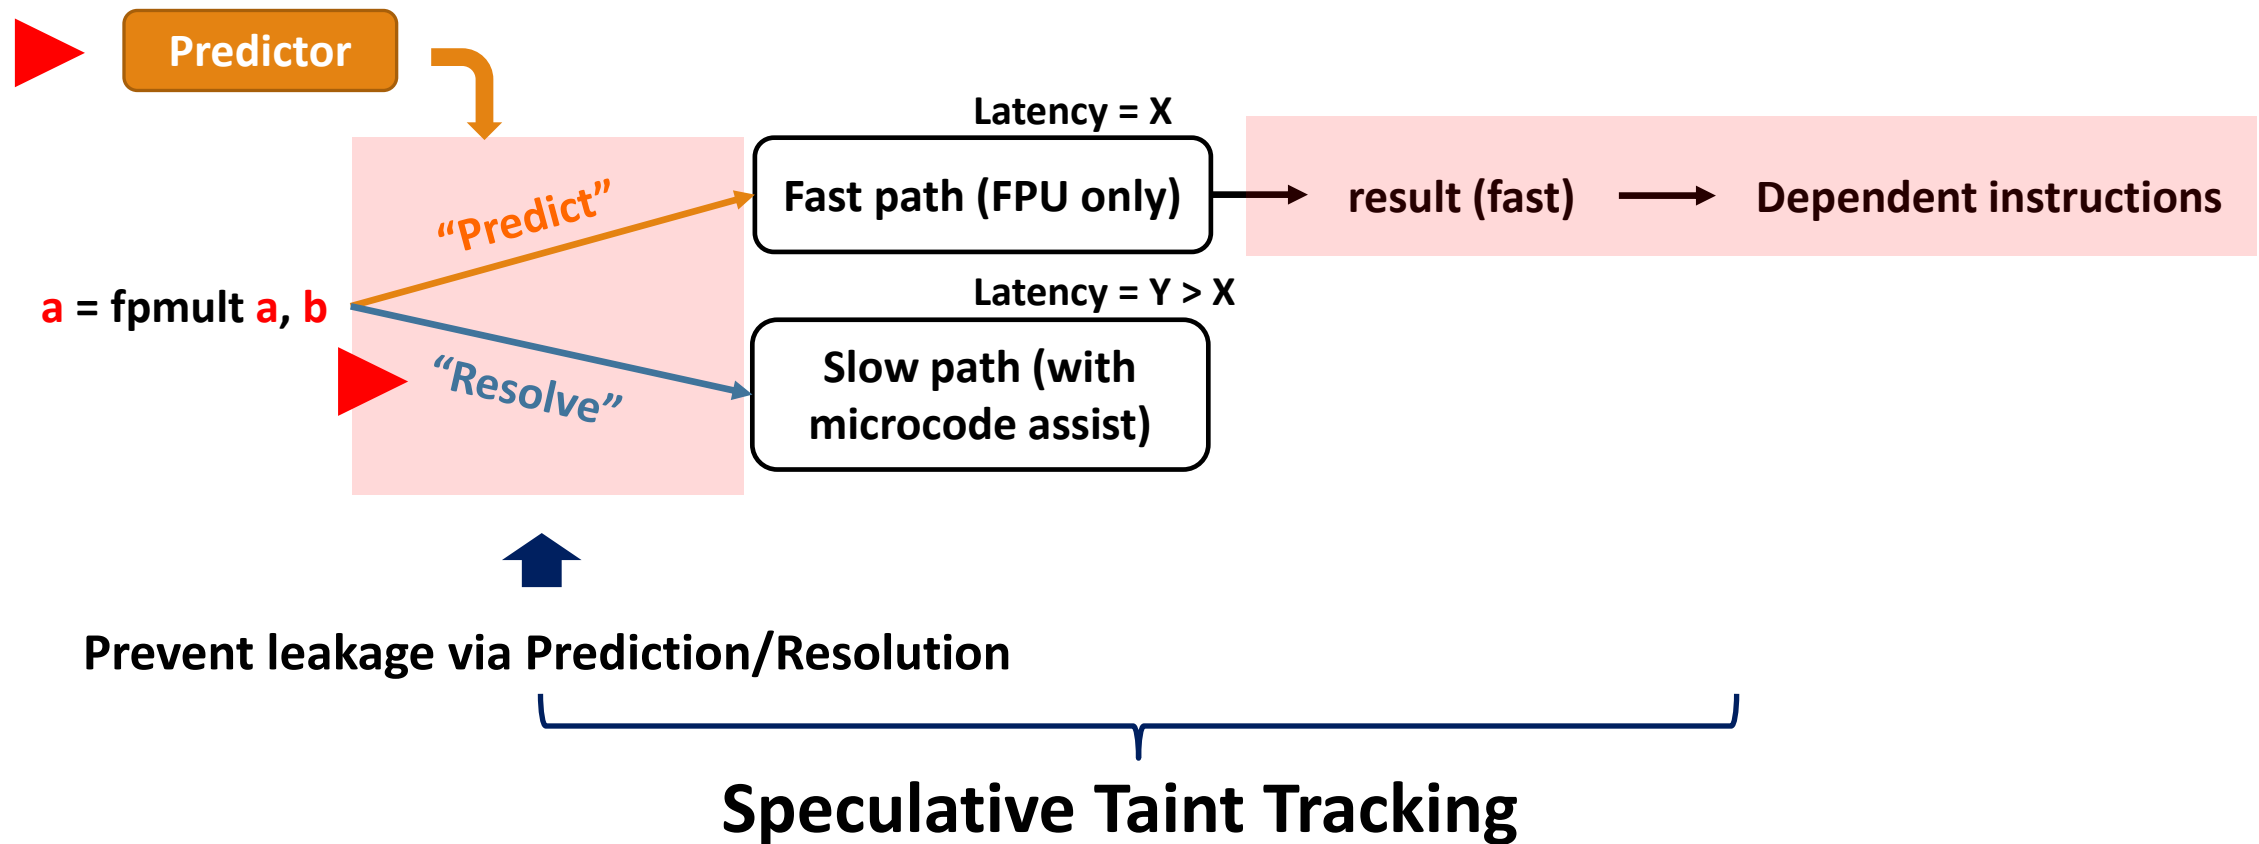 Predictor
Latency = X
“Predict”
Fast path (FPU only)
result (fast)
Dependent instructions
a = fpmult a, b
Latency = Y > X
“Resolve”
Slow path (with
microcode assist)
Prevent leakage via Prediction/Resolution
Speculative Taint Tracking